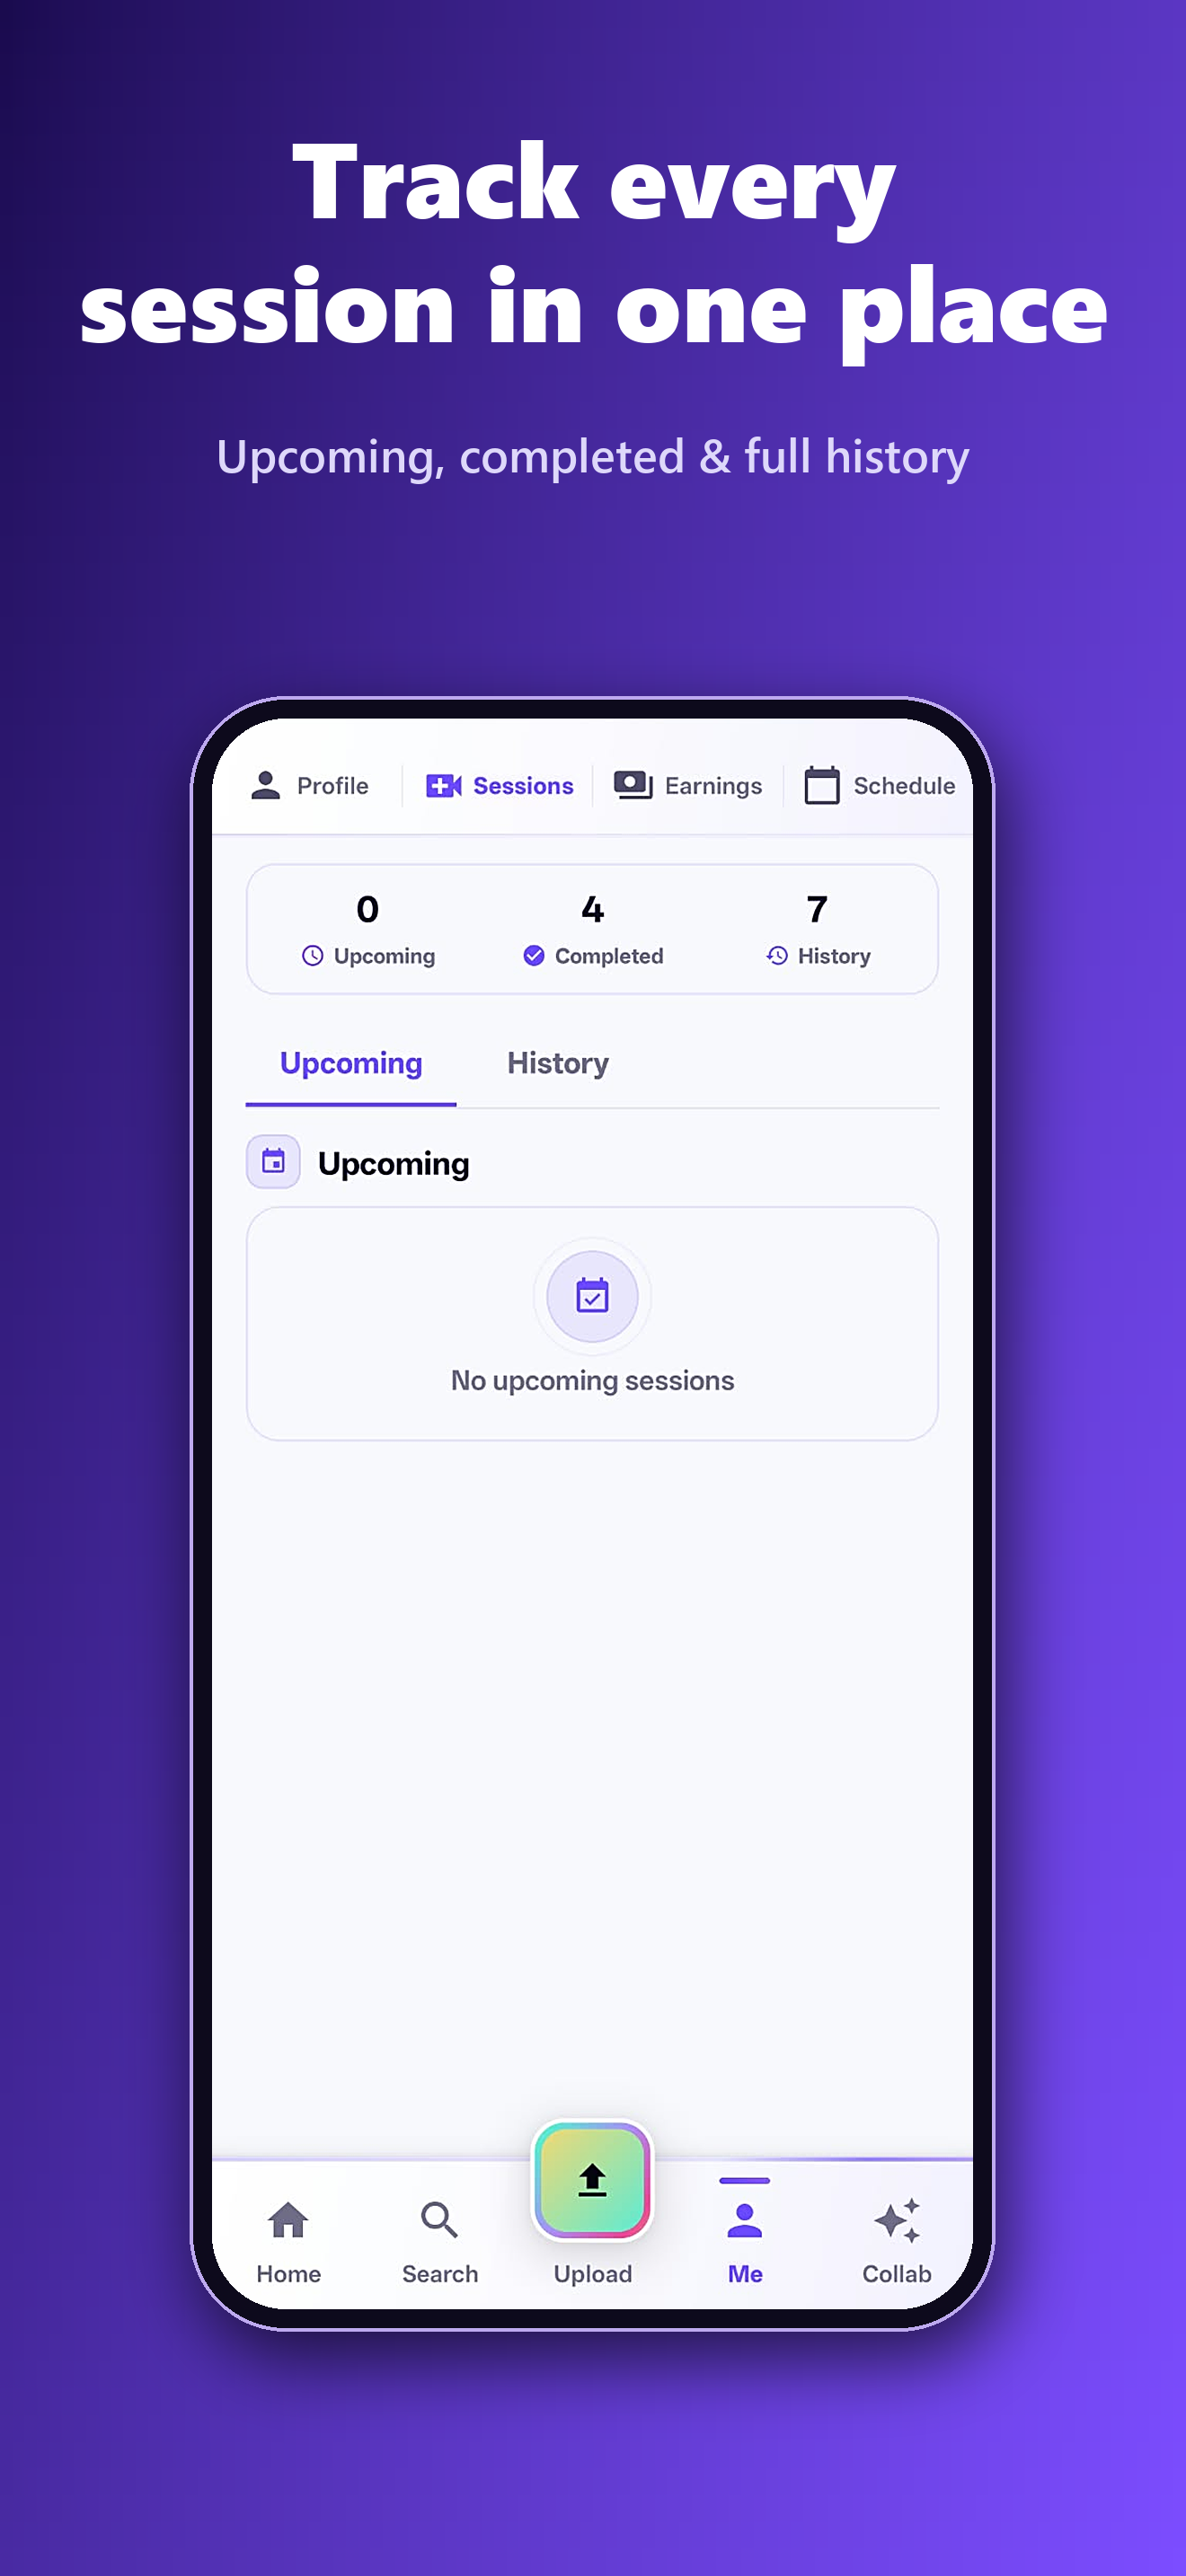 Track every
session in one place
Upcoming, completed & full history
Profile Sessions Earnings Schedule
0 4 7
Upcoming Completed History
Upcoming History
Upcoming
No upcoming sessions
Home Search Upload Me Collab